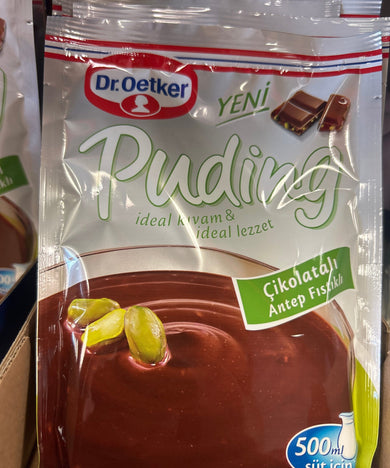 Dr.Oetker
YENİ
Puding
ideal kıvam &
ideal lezzet
Çikolatalı
Antep Fıstıklı
500ml
süt için